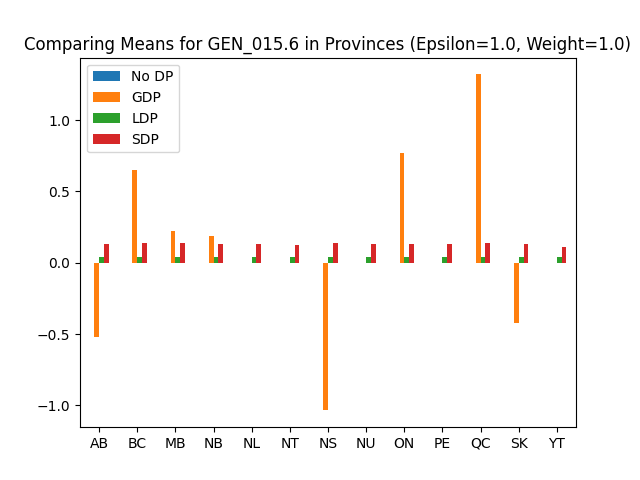 Comparing Means for GEN_015.6 in Provinces (Epsilon=1.0, Weight=1.0)
No DP
GDP
LDP
SDP
1.0
0.5
0.0
−0.5
−1.0
AB BC MB NB NL NT NS NU ON PE QC SK YT